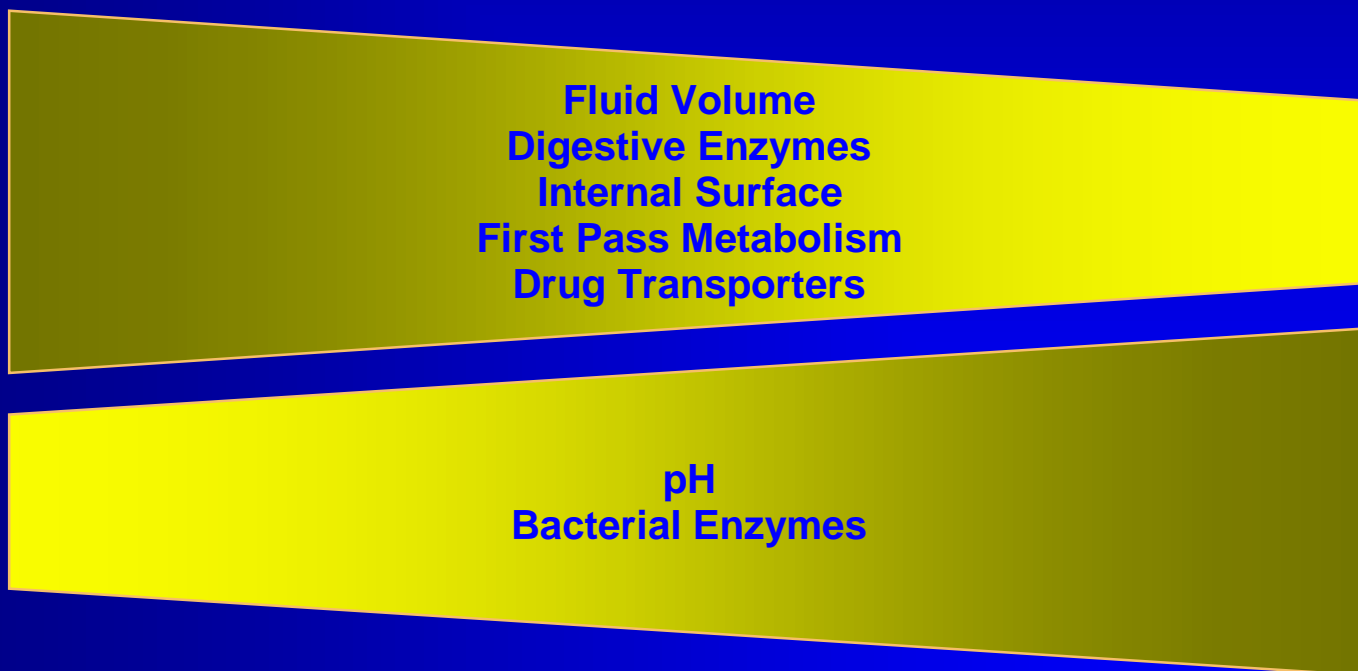 Fluid Volume
Digestive Enzymes
Internal Surface
First Pass Metabolism
Drug Transporters
pH
Bacterial Enzymes